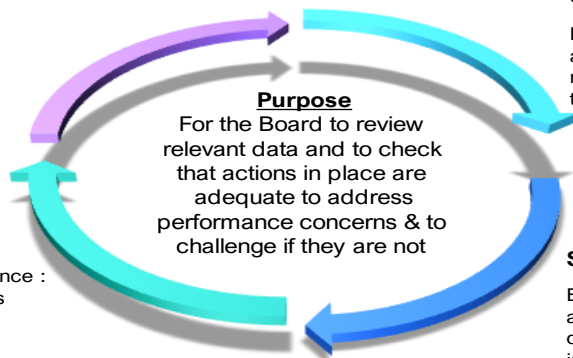 Purpose
For the Board to review
relevant data and to check
that actions in place are
adequate to address
performance concerns & to
challenge if they are not
nce :
s